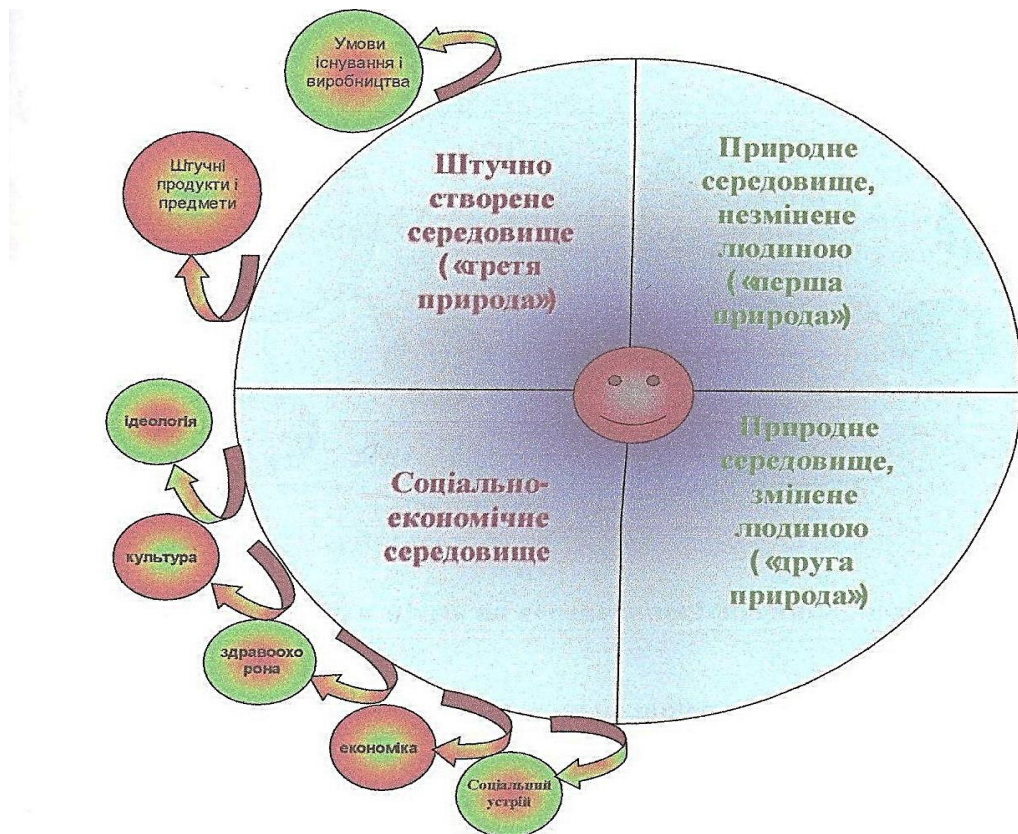 Умови
існування і
виробництва
Штучні
продукти і
предмети
Штучно
створене
середовище
(«третя
природа»)
Природне
середовище,
незмінене
людиною
(«перша
природа»)
ідеологія
культура
здравоохо
рона
економіка
Соціальний
устрій
Соціально-
економічне
середовище
Природне
середовище,
змінене
людиною
(«друга
природа»)